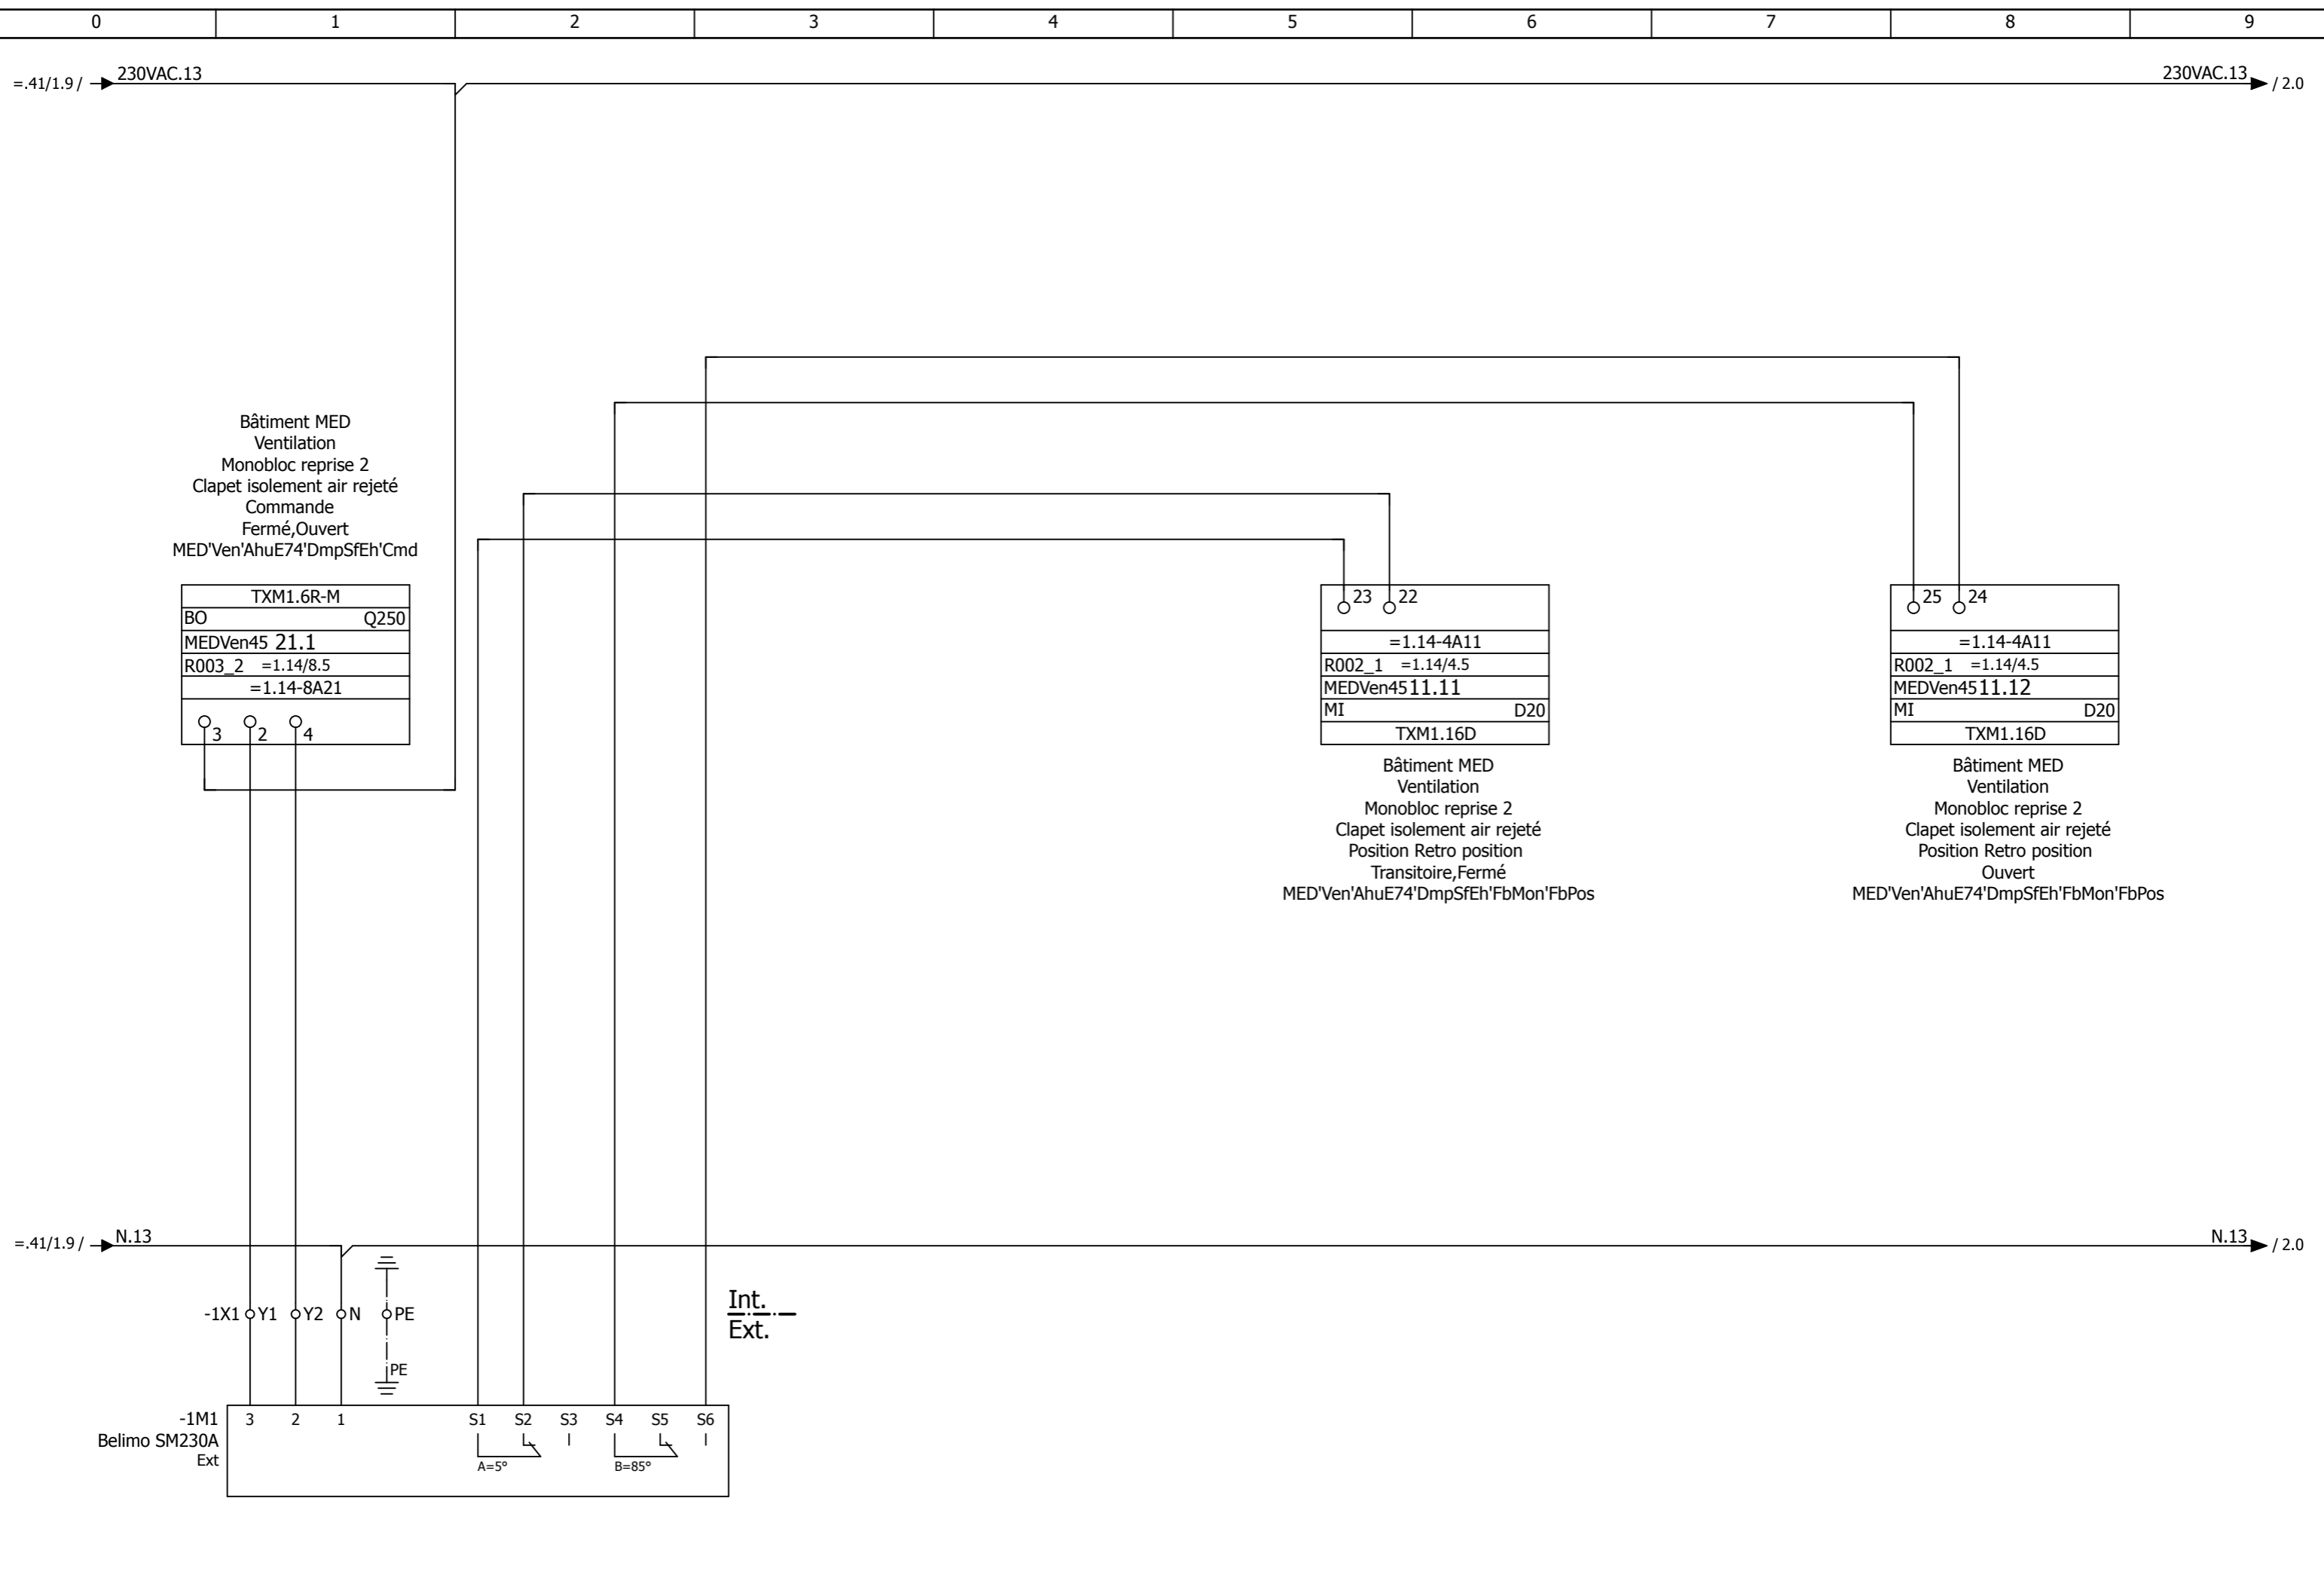 0 1 2 3 4 5 6 7 8 9
=.41/1.9 / 230VAC.13 230VAC.13 / 2.0
Bâtiment MED
Ventilation
Monobloc reprise 2
Clapet isolement air rejeté
Commande
Fermé,Ouvert
MED'Ven'AhuE74'DmpSfEh'Cmd
TXM1.6R-M
BO Q250
MEDVen45 21.1
R003_2 =1.14/8.5
=1.14-8A21
3 2 4
23 22
=1.14-4A11
R002_1 =1.14/4.5
MEDVen45 11.11
MI D20
TXM1.16D
Bâtiment MED
Ventilation
Monobloc reprise 2
Clapet isolement air rejeté
Position Retro position
Transitoire,Fermé
MED'Ven'AhuE74'DmpSfEh'FbMon'FbPos
25 24
=1.14-4A11
R002_1 =1.14/4.5
MEDVen45 11.12
MI D20
TXM1.16D
Bâtiment MED
Ventilation
Monobloc reprise 2
Clapet isolement air rejeté
Position Retro position
Ouvert
MED'Ven'AhuE74'DmpSfEh'FbMon'FbPos
=.41/1.9 / N.13 N.13 / 2.0
-1X1 Y1 Y2 N PE
Int.
Ext.
PE
-1M1 3 2 1 S1 S2 S3 S4 S5 S6
Belimo SM230A
Ext
A=5° B=85°